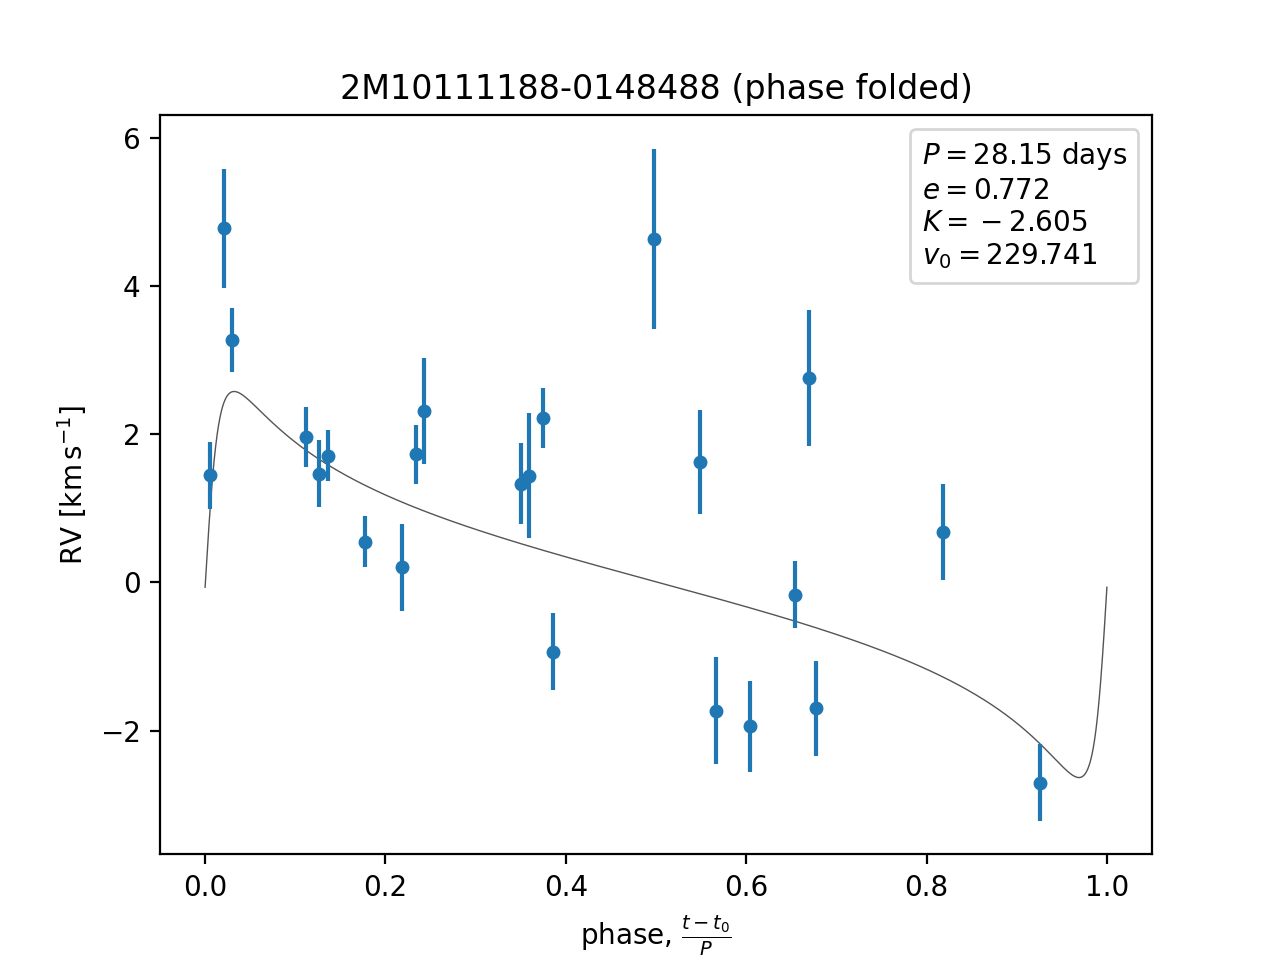 2M10111188-0148488 (phase folded)
P = 28.15 days
e = 0.772
K = −2.605
v₀ = 229.741
6
4
2
0
−2
RV [km s⁻¹]
0.0 0.2 0.4 0.6 0.8 1.0
phase, (t − t₀)/P